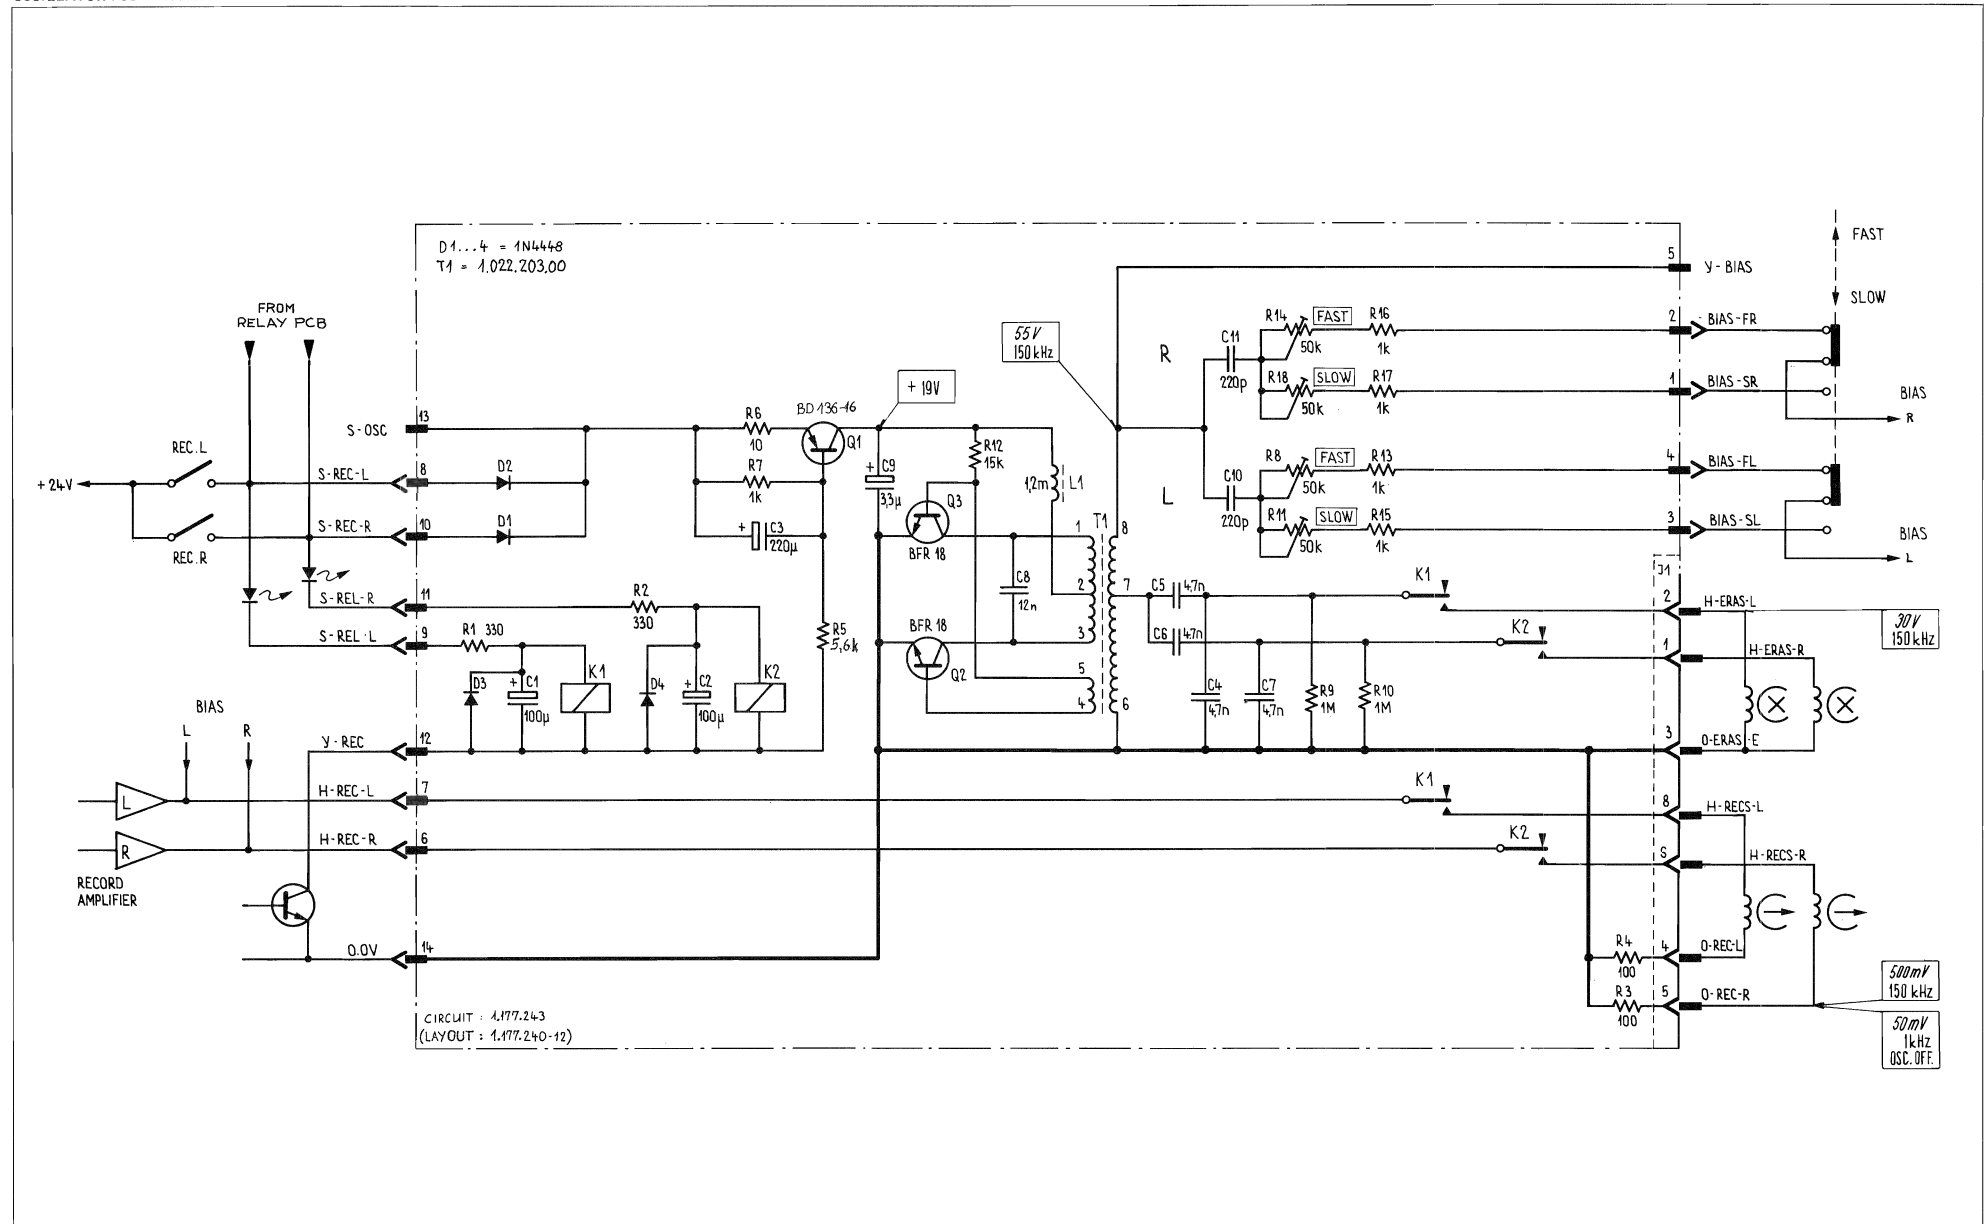 D1...4 = 1N4448
T1 = 1.022.203.00
FROM
RELAY PCB
+24V
REC.L
REC.R
S-OSC
13
S-REC-L
8
D2
S-REC-R
10
D1
S-REL-R
11
S-REL-L
9
R1 330
R2
330
D3
+
C1
100µ
K1
D4
+
C2
100µ
K2
BIAS
L
R
Y-REC
12
H-REC-L
7
H-REC-R
6
L
R
RECORD
AMPLIFIER
0.0V
14
CIRCUIT : 1.177.243
(LAYOUT : 1.177.240-12)
R6
10
BD 136-16
Q1
R7
1k
+
C3
220µ
R5
5,6k
+19V
+
C9
3,3µ
R12
15k
1,2m
L1
Q3
BFR 18
C8
12n
BFR 18
Q2
T1
1
2
3
5
4
8
7
6
55V
150kHz
R
L
C11
220p
R14
FAST
50k
R16
1k
R18
SLOW
50k
R17
1k
C10
220p
R8
FAST
50k
R13
1k
R11
SLOW
50k
R15
1k
C5
4,7n
C6
4,7n
C4
4,7n
C7
4,7n
R9
1M
R10
1M
K1
K2
K1
K2
5
Y-BIAS
2
BIAS-FR
1
BIAS-SR
4
BIAS-FL
3
BIAS-SL
FAST
SLOW
BIAS
R
BIAS
L
J1
2
H-ERAS-L
1
H-ERAS-R
3
0-ERAS-E
30V
150kHz
8
H-RECS-L
S
H-RECS-R
R4
100
4
0-REC-L
R3
100
5
0-REC-R
500mV
150 kHz
50mV
1kHz
OSC.OFF.